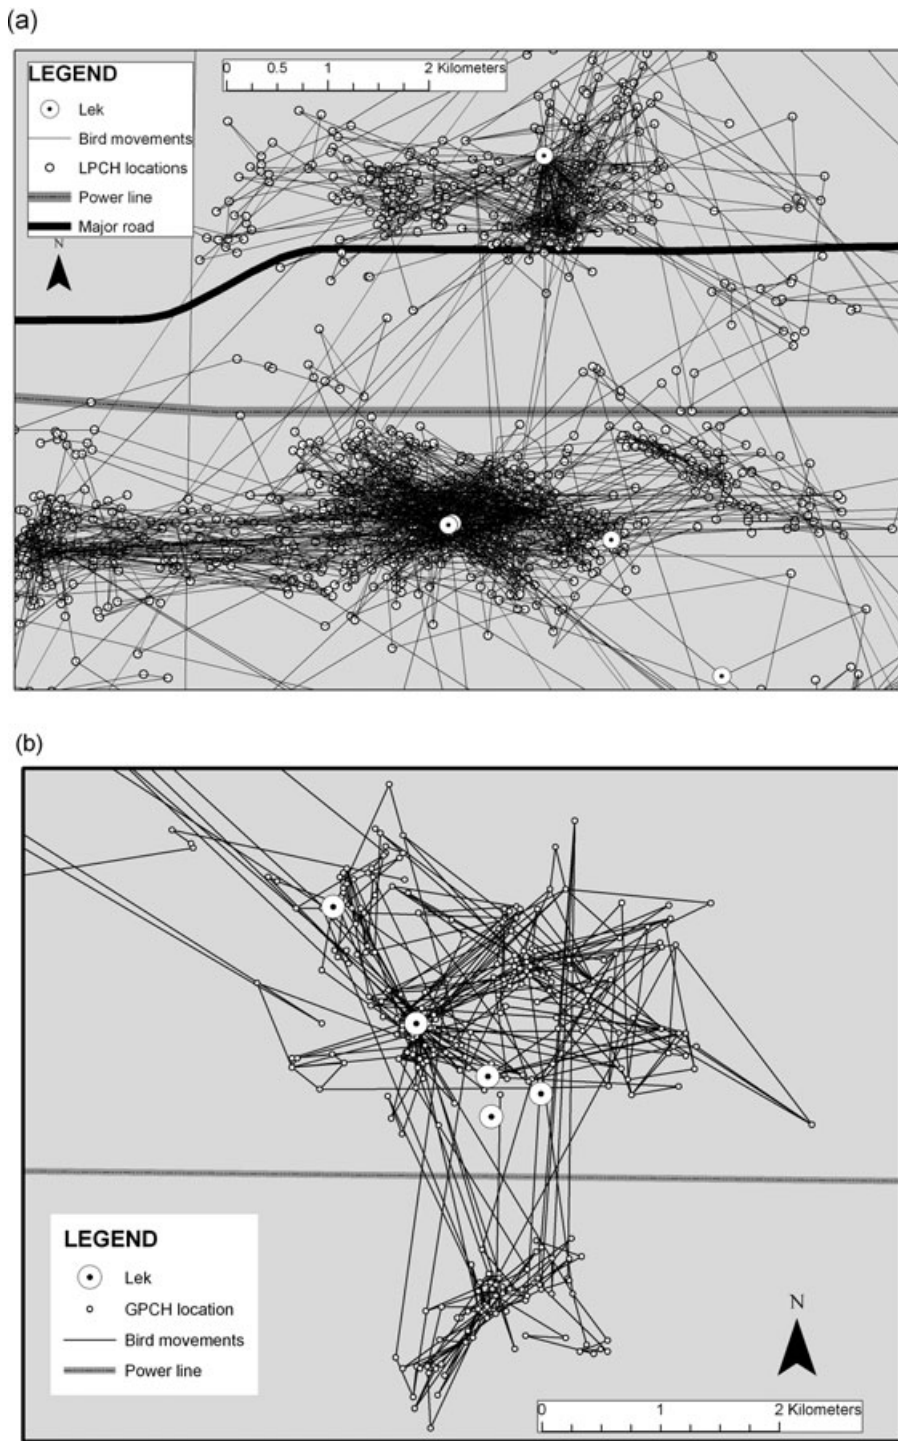 (a)
LEGEND
Lek
Bird movements
LPCH locations
Power line
Major road
N
0 0.5 1 2 Kilometers
(b)
LEGEND
Lek
GPCH location
Bird movements
Power line
N
0 1 2 Kilometers